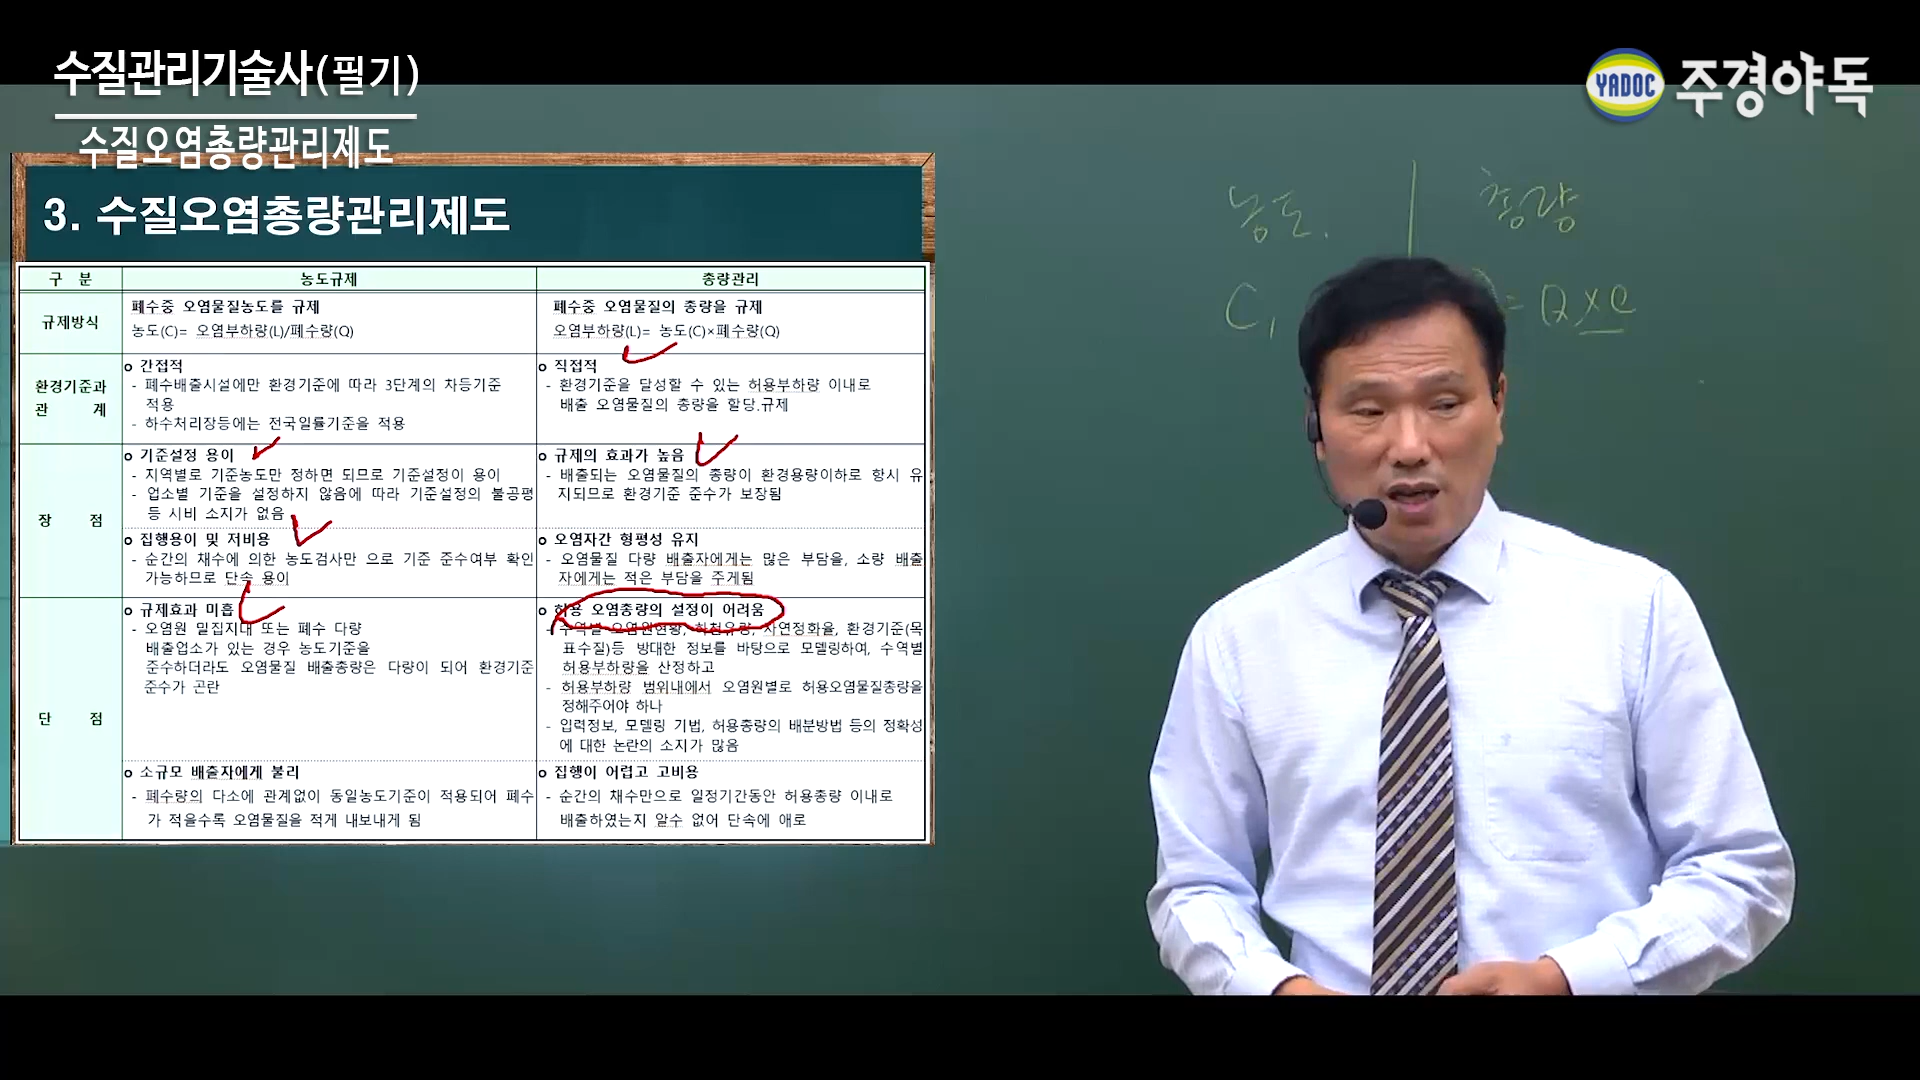 수질관리기술사(필기)
수질오염총량관리제도
YADOC 주경야독
3. 수질오염총량관리제도
구 분
농도규제
총량관리
규제방식
폐수중 오염물질농도를 규제
농도(C)= 오염부하량(L)/폐수량(Q)
폐수중 오염물질의 총량을 규제
오염부하량(L)= 농도(C)×폐수량(Q)
환경기준과
관 계
o 간접적
- 폐수배출시설에만 환경기준에 따라 3단계의 차등기준
적용
- 하수처리장등에는 전국일률기준을 적용
o 직접적
- 환경기준을 달성할 수 있는 허용부하량 이내로
배출 오염물질의 총량을 할당.규제
장 점
o 기준설정 용이
- 지역별로 기준농도만 정하면 되므로 기준설정이 용이
- 업소별 기준을 설정하지 않음에 따라 기준설정의 불공평
등 시비 소지가 없음
o 규제의 효과가 높음
- 배출되는 오염물질의 총량이 환경용량이하로 항시 유
지되므로 환경기준 준수가 보장됨
o 집행용이 및 저비용
- 순간의 채수에 의한 농도검사만 으로 기준 준수여부 확인
가능하므로 단속 용이
o 오염자간 형평성 유지
- 오염물질 다량 배출자에게는 많은 부담을, 소량 배출
자에게는 적은 부담을 주게됨
단 점
o 규제효과 미흡
- 오염원 밀집지대 또는 폐수 다량
배출업소가 있는 경우 농도기준을
준수하더라도 오염물질 배출총량은 다량이 되어 환경기준
준수가 곤란
o 허용 오염총량의 설정이 어려움
- 수역별 오염원현황, 하천유량, 자연정화율, 환경기준(목
표수질)등 방대한 정보를 바탕으로 모델링하여, 수역별
허용부하량을 산정하고
- 허용부하량 범위내에서 오염원별로 허용오염물질총량을
정해주어야 하나
- 입력정보, 모델링 기법, 허용총량의 배분방법 등의 정확성
에 대한 논란의 소지가 많음
o 소규모 배출자에게 불리
- 폐수량의 다소에 관계없이 동일농도기준이 적용되어 폐수
가 적을수록 오염물질을 적게 내보내게 됨
o 집행이 어렵고 고비용
- 순간의 채수만으로 일정기간동안 허용총량 이내로
배출하였는지 알수 없어 단속에 애로
농도. 총량
C, = Q×C